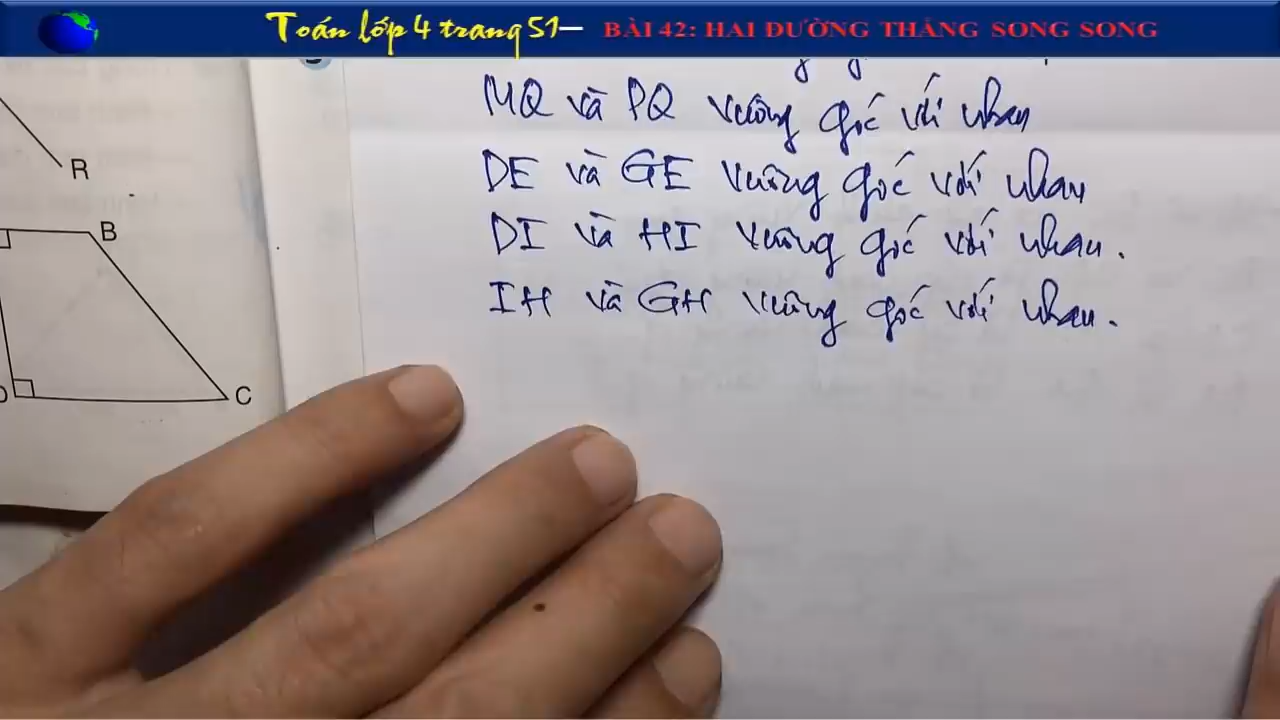 Toán lớp 4 trang 51— BÀI 42: HAI ĐƯỜNG THẲNG SONG SONG
MQ và PQ vuông góc với nhau
R
DE và GE vuông góc với nhau
B
DI và HI vuông góc với nhau.
IH và GH vuông góc với nhau.
D
C